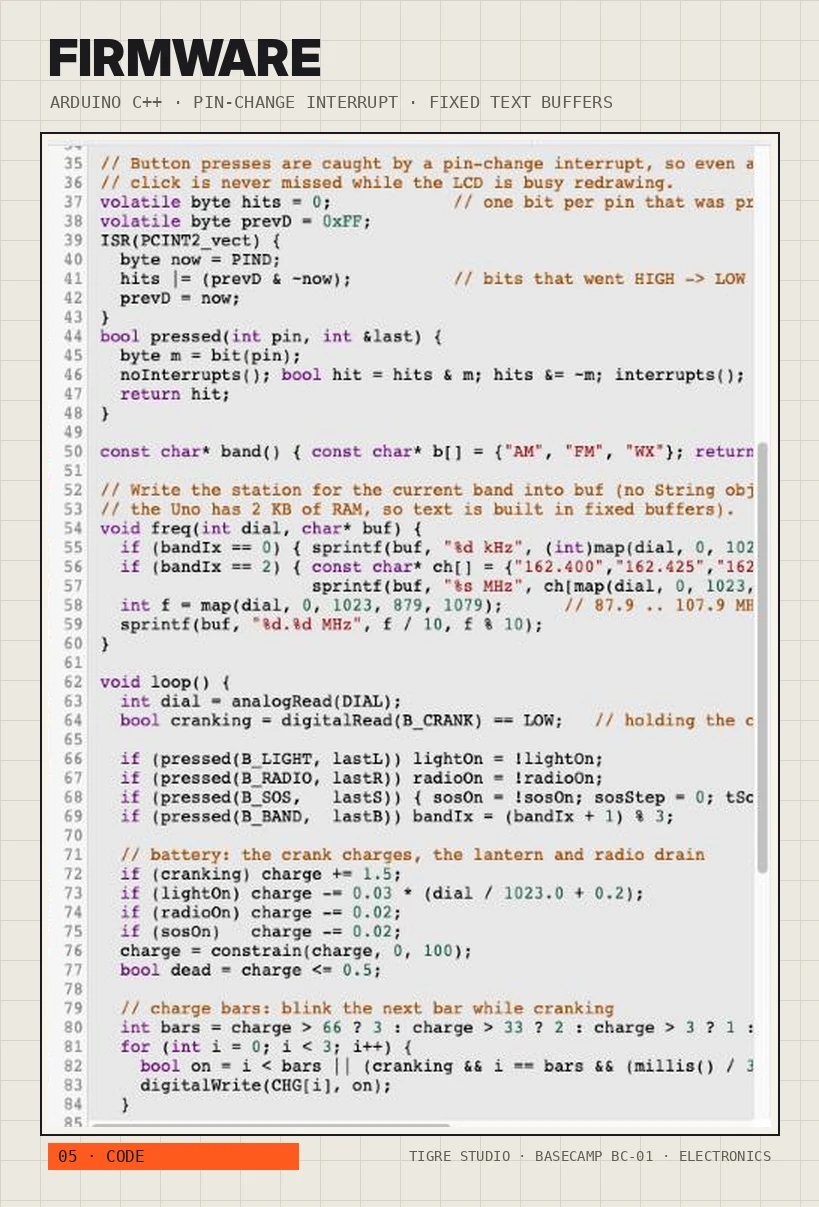 FIRMWARE
ARDUINO C++ · PIN-CHANGE INTERRUPT · FIXED TEXT BUFFERS
35 // Button presses are caught by a pin-change interrupt, so even a
36 // click is never missed while the LCD is busy redrawing.
37 volatile byte hits = 0;            // one bit per pin that was pr
38 volatile byte prevD = 0xFF;
39 ISR(PCINT2_vect) {
40   byte now = PIND;
41   hits |= (prevD & ~now);          // bits that went HIGH -> LOW
42   prevD = now;
43 }
44 bool pressed(int pin, int &last) {
45   byte m = bit(pin);
46   noInterrupts(); bool hit = hits & m; hits &= ~m; interrupts();
47   return hit;
48 }
49
50 const char* band() { const char* b[] = {"AM", "FM", "WX"}; return
51
52 // Write the station for the current band into buf (no String obj
53 // the Uno has 2 KB of RAM, so text is built in fixed buffers).
54 void freq(int dial, char* buf) {
55   if (bandIx == 0) { sprintf(buf, "%d kHz", (int)map(dial, 0, 102
56   if (bandIx == 2) { const char* ch[] = {"162.400","162.425","162
57                      sprintf(buf, "%s MHz", ch[map(dial, 0, 1023,
58   int f = map(dial, 0, 1023, 879, 1079);      // 87.9 .. 107.9 MH
59   sprintf(buf, "%d.%d MHz", f / 10, f % 10);
60 }
61
62 void loop() {
63   int dial = analogRead(DIAL);
64   bool cranking = digitalRead(B_CRANK) == LOW;   // holding the c
65
66   if (pressed(B_LIGHT, lastL)) lightOn = !lightOn;
67   if (pressed(B_RADIO, lastR)) radioOn = !radioOn;
68   if (pressed(B_SOS,   lastS)) { sosOn = !sosOn; sosStep = 0; tSc
69   if (pressed(B_BAND,  lastB)) bandIx = (bandIx + 1) % 3;
70
71   // battery: the crank charges, the lantern and radio drain
72   if (cranking) charge += 1.5;
73   if (lightOn) charge -= 0.03 * (dial / 1023.0 + 0.2);
74   if (radioOn) charge -= 0.02;
75   if (sosOn)   charge -= 0.02;
76   charge = constrain(charge, 0, 100);
77   bool dead = charge <= 0.5;
78
79   // charge bars: blink the next bar while cranking
80   int bars = charge > 66 ? 3 : charge > 33 ? 2 : charge > 3 ? 1 :
81   for (int i = 0; i < 3; i++) {
82     bool on = i < bars || (cranking && i == bars && (millis() / 3
83     digitalWrite(CHG[i], on);
84   }
85
05 · CODE
TIGRE STUDIO · BASECAMP BC-01 · ELECTRONICS